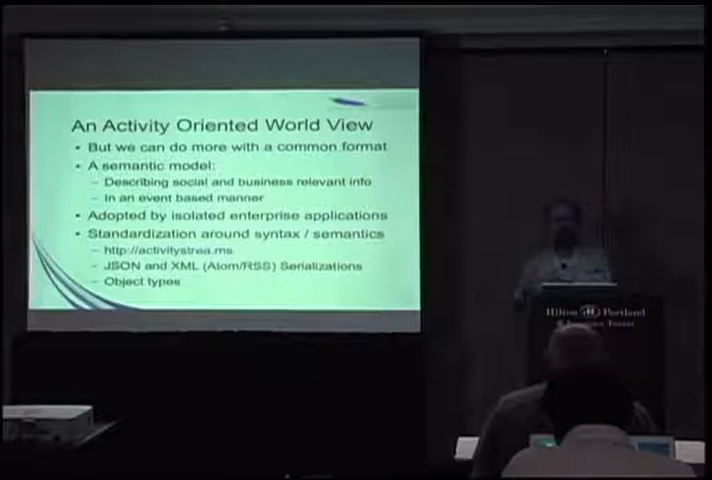 An Activity Oriented World View
• But we can do more with a common format
• A semantic model:
– Describing social and business relevant info
– In an event based manner
• Adopted by isolated enterprise applications
• Standardization around syntax / semantics
– http://activitystrea.ms
– JSON and XML (Atom/RSS) Serializations
– Object types
Hilton H Portland
& Executive Tower